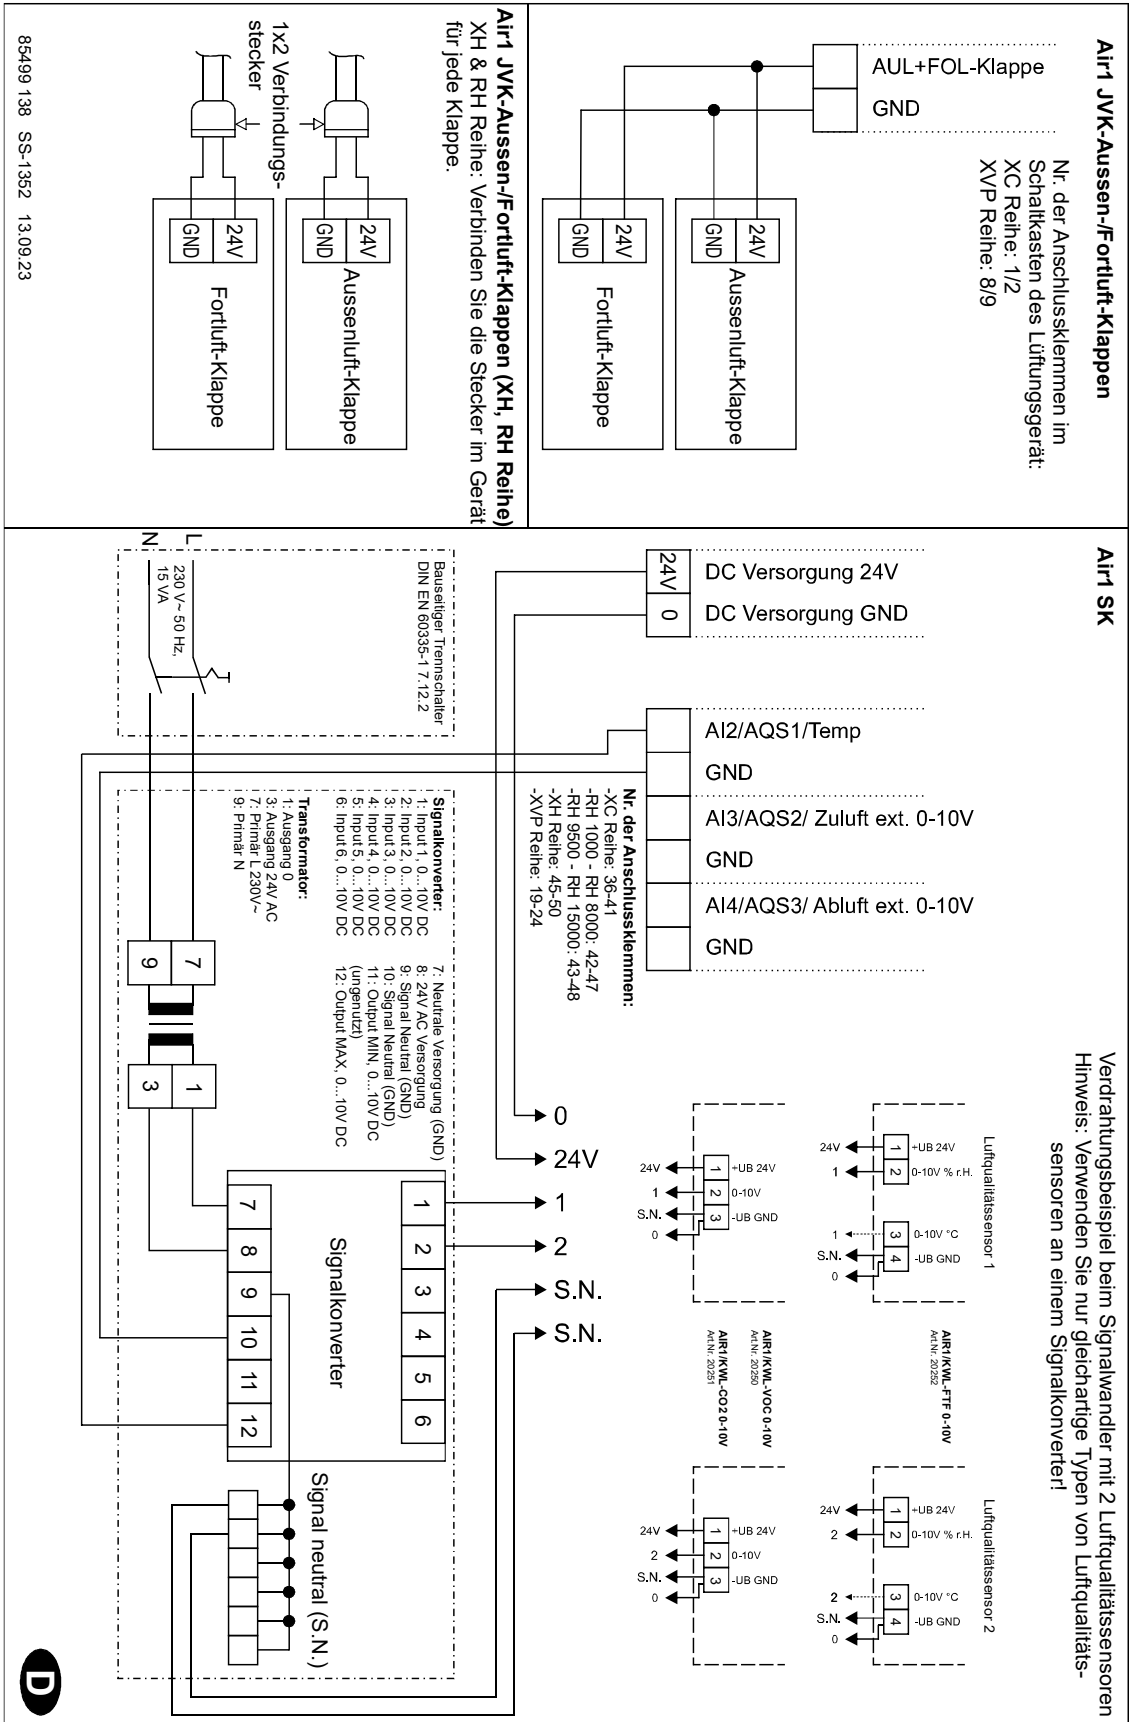 Air1 JVK-Aussen-/Fortluft-Klappen
AUL+FOL-Klappe
GND
Nr. der Anschlussklemmen im
Schaltkasten des Lüftungsgerät:
XC Reihe: 1/2
XVP Reihe: 8/9
24V
GND
Aussenluft-Klappe
24V
GND
Fortluft-Klappe
Air1 JVK-Aussen-/Fortluft-Klappen (XH, RH Reihe)
XH & RH Reihe: Verbinden Sie die Stecker im Gerät
für jede Klappe.
1x2 Verbindungs-
stecker
24V
GND
Aussenluft-Klappe
24V
GND
Fortluft-Klappe
85499 138 SS-1352 13.09.23
Air1 SK
Verdrahtungsbeispiel beim Signalwandler mit 2 Luftqualitätssensoren
Hinweis: Verwenden Sie nur gleichartige Typen von Luftqualitäts-
sensoren an einem Signalkonverter!
24V
DC Versorgung 24V
0
DC Versorgung GND
AI2/AQS1/Temp
GND
AI3/AQS2/ Zuluft ext. 0-10V
GND
AI4/AQS3/ Abluft ext. 0-10V
GND
Nr. der Anschlussklemmen:
-XC Reihe: 36-41
-RH 1000 - RH 8000: 42-47
-RH 9500 - RH 15000: 43-48
-XH Reihe: 45-50
-XVP Reihe: 19-24
0
24V
1
2
S.N.
S.N.
Luftqualitätssensor 1
24V
1
+UB 24V
1
2
0-10V % r.H.
1
3
0-10V °C
S.N.
4
-UB GND
0
24V
1
+UB 24V
1
2
0-10V
S.N.
3
-UB GND
0
AIR1/KWL-FTF 0-10V
Art.Nr. 20252
AIR1/KWL-VOC 0-10V
Art.Nr. 20250
AIR1/KWL-CO2 0-10V
Art.Nr. 20251
Luftqualitätssensor 2
24V
1
+UB 24V
2
2
0-10V % r.H.
2
3
0-10V °C
S.N.
4
-UB GND
0
24V
1
+UB 24V
2
2
0-10V
S.N.
3
-UB GND
0
Bauseitiger Trennschalter
DIN EN 60335-1 7.12.2
L
N
230 V~ 50 Hz,
15 VA
Signalkonverter:
1: Input 1, 0...10V DC
2: Input 2, 0...10V DC
3: Input 3, 0...10V DC
4: Input 4, 0...10V DC
5: Input 5, 0...10V DC
6: Input 6, 0...10V DC
7: Neutrale Versorgung (GND)
8: 24V AC Versorgung
9: Signal Neutral (GND)
10: Signal Neutral (GND)
11: Output MIN, 0...10V DC
(ungenutzt)
12: Output MAX, 0...10V DC
Transformator:
1: Ausgang 0
3: Ausgang 24V AC
7: Primär L 230V~
9: Primär N
7
9
1
3
1
2
3
4
5
6
Signalkonverter
7
8
9
10
11
12
Signal neutral (S.N.)
D